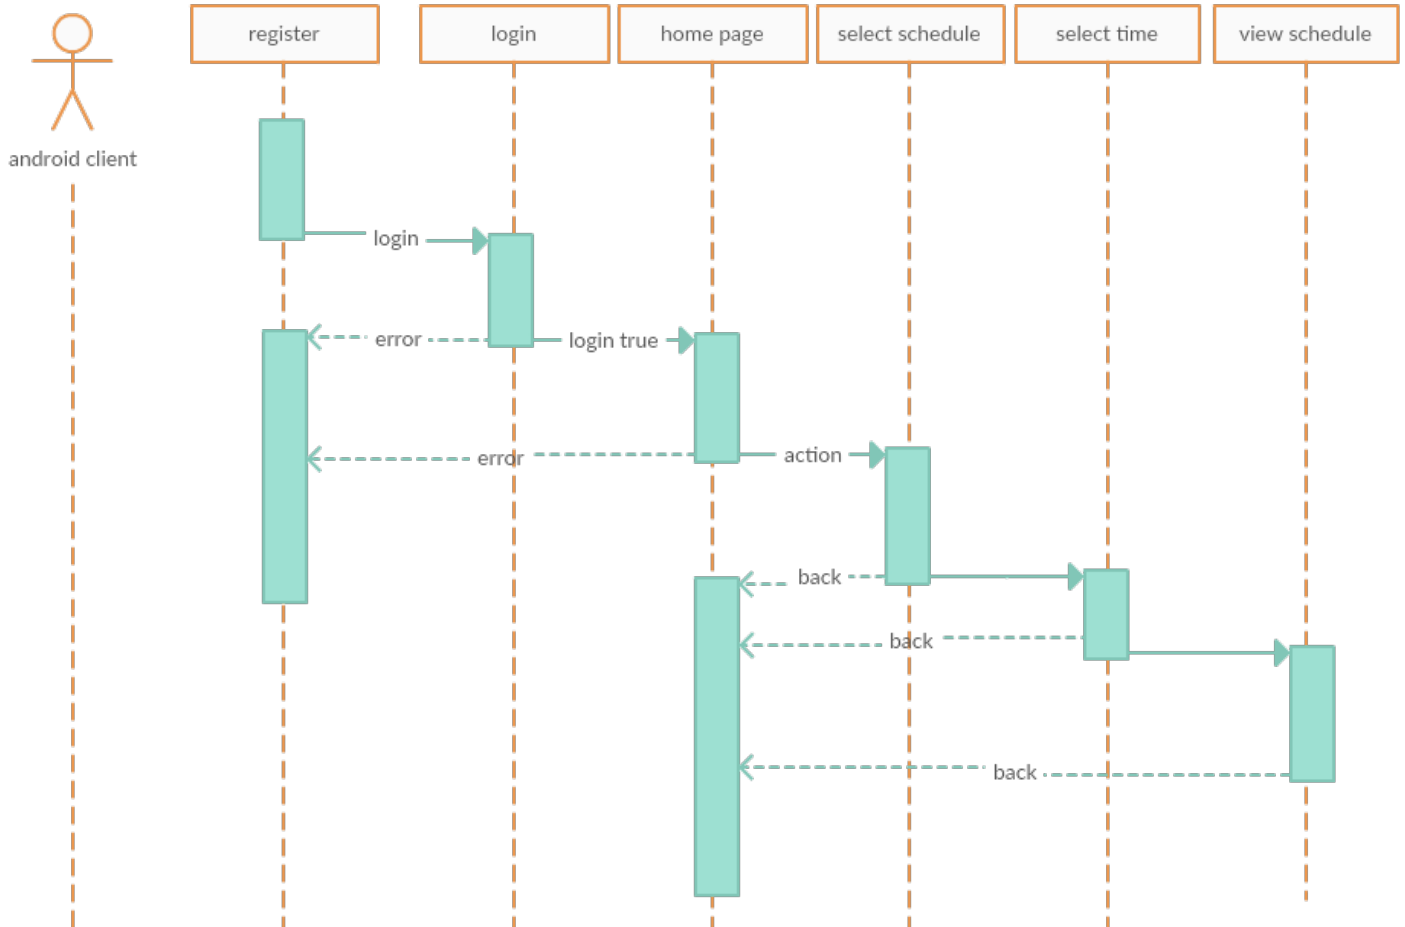 register
login
home page
select schedule
select time
view schedule
android client
login
error
login true
error
action
back
back
back